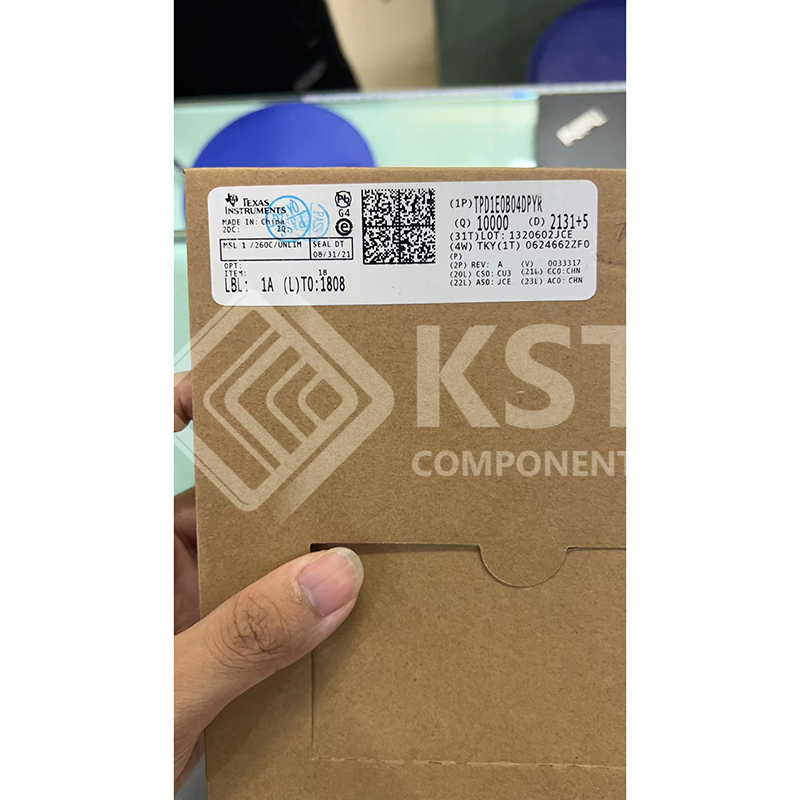 TEXAS
INSTRUMENTS
MADE IN: China
2DC: 2Q:
G4
MSL 1 /260C/UNLIM
SEAL DT
08/31/21
OPT:
ITEM: 18
LBL: 1A (L)T0:1808
(1P) TPD1E0B04DPYR
(Q) 10000 (D) 2131+5
(31T)LOT: 1320602JCE
(4W) TKY(1T) 0624662ZF0
(P)
(2P) REV: A (V) 0033317
(20L) CSO: CU3 (21L) CCO:CHN
(22L) ASO: JCE (23L) ACO: CHN
KST
COMPONENT